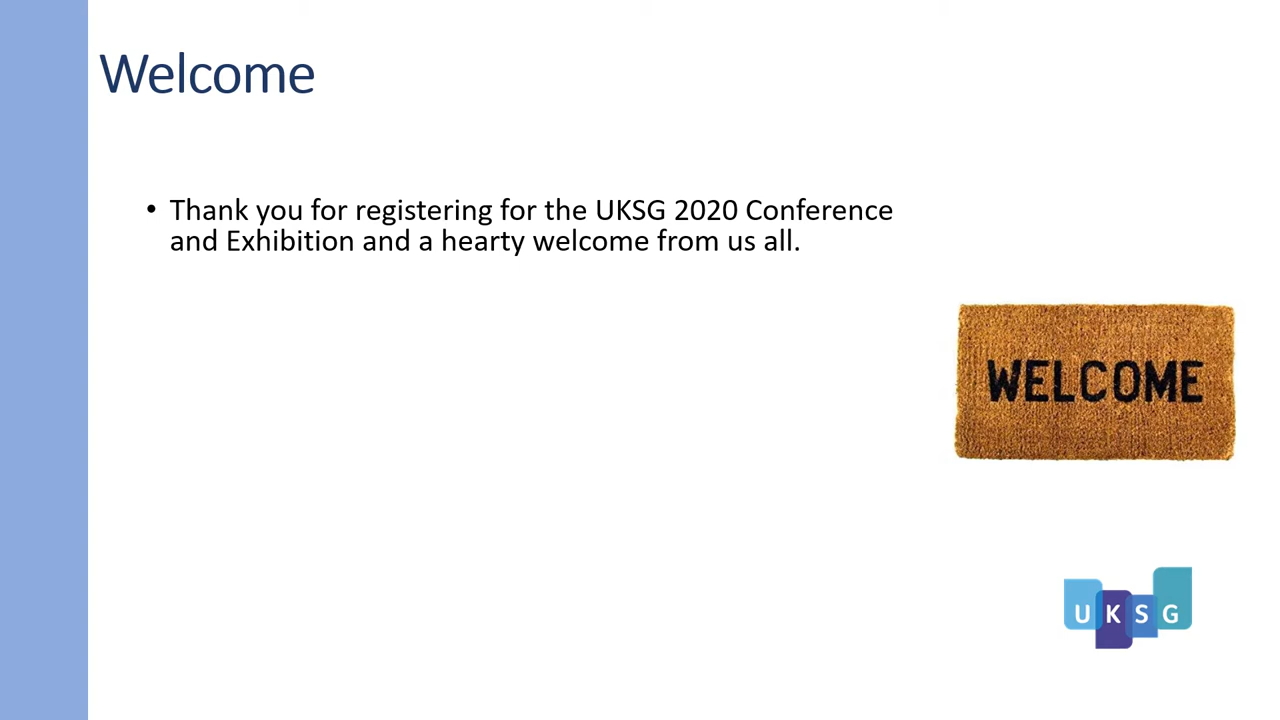 Welcome
• Thank you for registering for the UKSG 2020 Conference
and Exhibition and a hearty welcome from us all.
WELCOME
UKSG